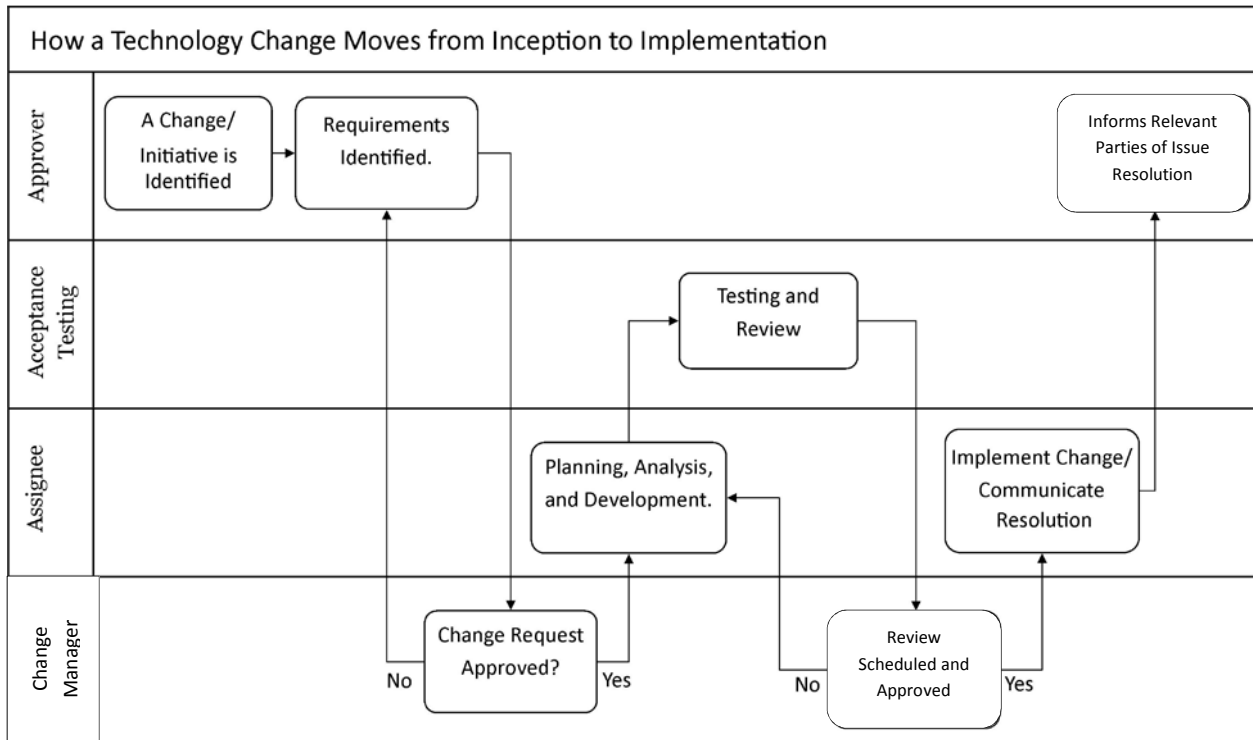 How a Technology Change Moves from Inception to Implementation
Approver
A Change/
Initiative is
Identified
Requirements
Identified.
Informs Relevant
Parties of Issue
Resolution
Acceptance
Testing
Testing and
Review
Assignee
Planning, Analysis,
and Development.
Implement Change/
Communicate
Resolution
Change
Manager
No
Change Request
Approved?
Yes
No
Review
Scheduled and
Approved
Yes